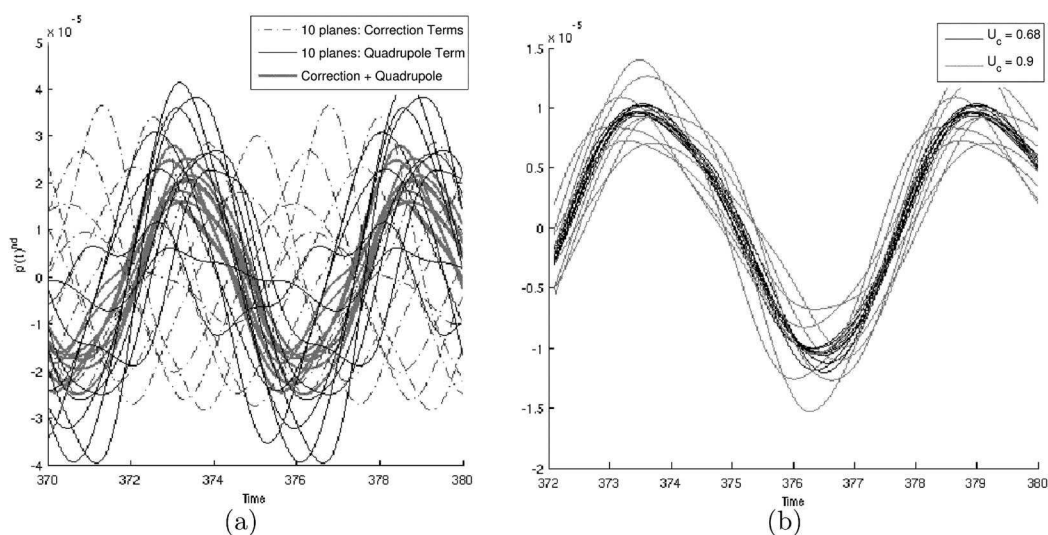 x 10⁻⁵
5
4
3
2
1
0
-1
-2
-3
-4
p'(t)ⁿᵈ
370
372
374
376
378
380
Time
10 planes: Correction Terms
10 planes: Quadrupole Term
Correction + Quadrupole
(a)
x 10⁻⁵
1.5
1
0.5
0
-0.5
-1
-1.5
-2
372
373
374
375
376
377
378
379
380
Time
U_c = 0.68
U_c = 0.9
(b)